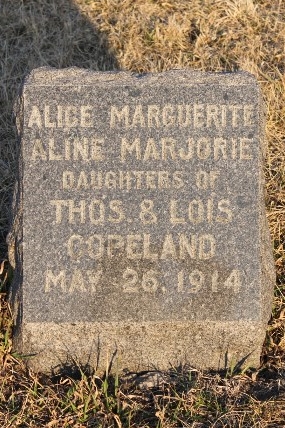 ALICE MARGUERITE
ALINE MARJORIE
DAUGHTERS OF
THOS. & LOIS
COPELAND
MAY 26, 1914